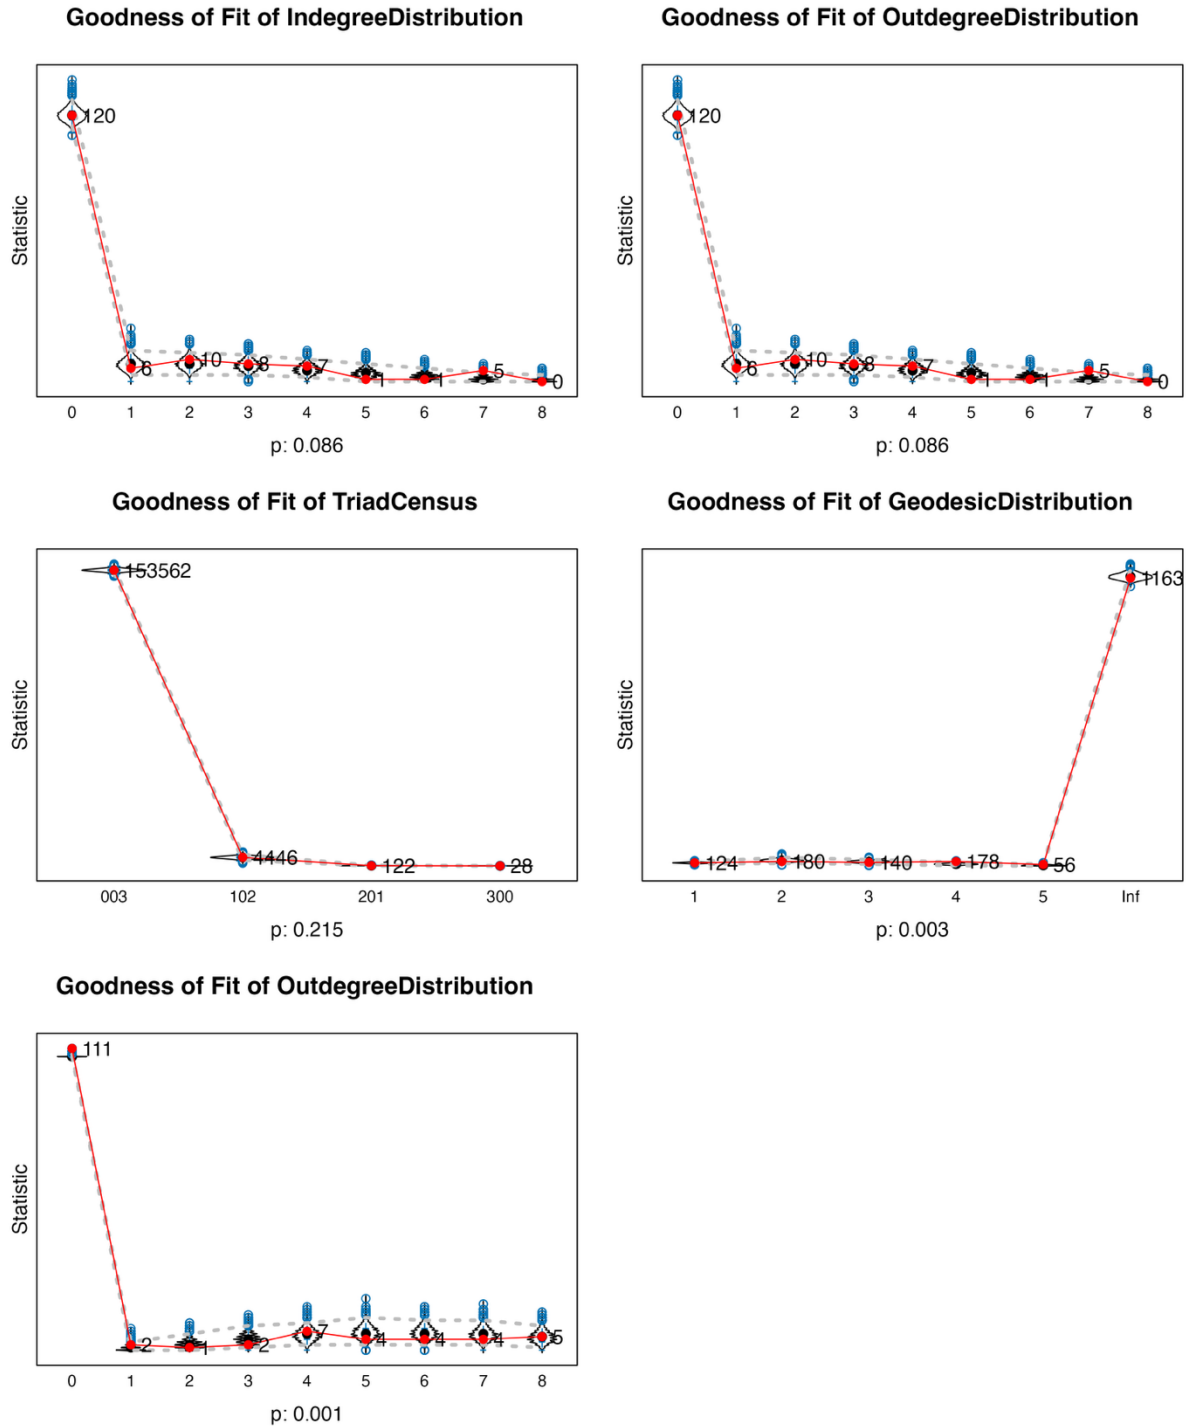 Goodness of Fit of IndegreeDistribution
Statistic
120
6
10
8
7
1
1
5
0
0 1 2 3 4 5 6 7 8
p: 0.086
Goodness of Fit of OutdegreeDistribution
Statistic
120
6
10
8
7
1
1
5
0
0 1 2 3 4 5 6 7 8
p: 0.086
Goodness of Fit of TriadCensus
Statistic
153562
4446
122
28
003 102 201 300
p: 0.215
Goodness of Fit of GeodesicDistribution
Statistic
124
180
140
178
56
1163
1 2 3 4 5 Inf
p: 0.003
Goodness of Fit of OutdegreeDistribution
Statistic
111
2
1
2
7
4
4
4
5
0 1 2 3 4 5 6 7 8
p: 0.001